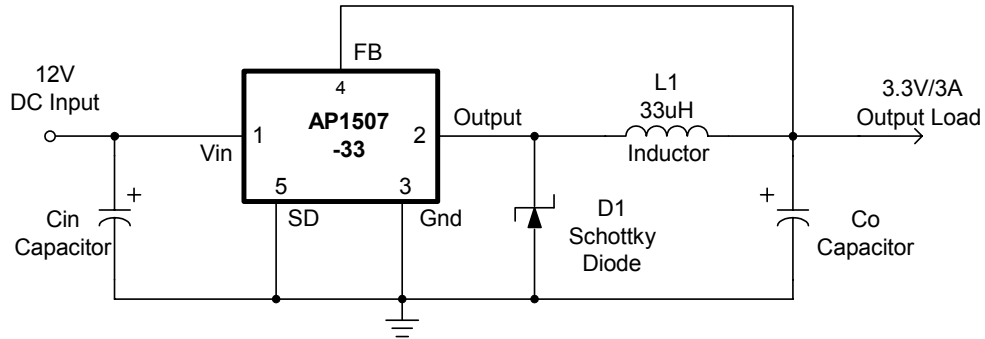 FB
12V
DC Input
4
L1
33uH
3.3V/3A
Output Load
AP1507
-33
Output
1
2
Vin
Inductor
5
3
SD
Gnd
+
Cin
Capacitor
D1
Schottky
Diode
+
Co
Capacitor